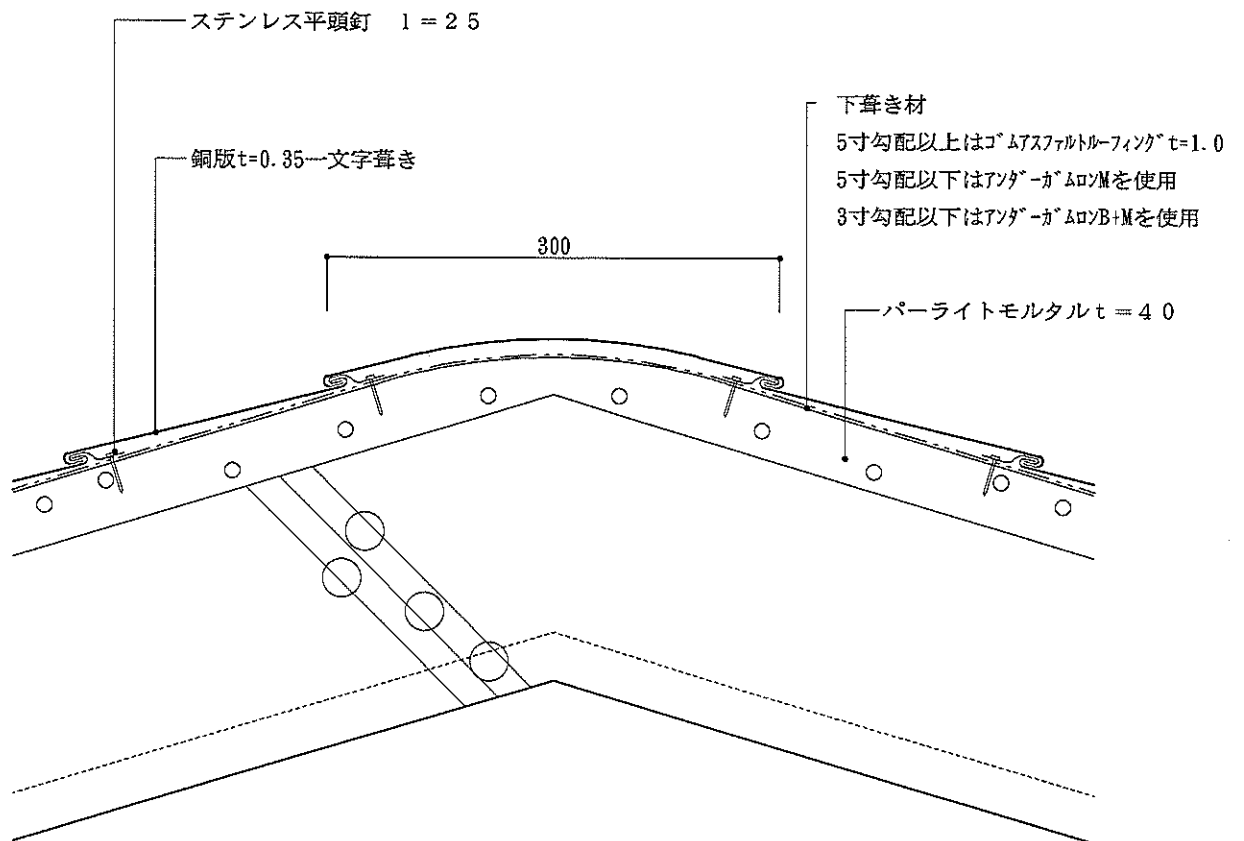 ステンレス平頭釘　l＝２５
銅版t=0.35一文字葺き
下葺き材
5寸勾配以上はｺﾞﾑｱｽﾌｧﾙﾄﾙｰﾌｨﾝｸﾞt=1.0
5寸勾配以下はｱﾝﾀﾞｰｶﾞﾑﾛﾝMを使用
3寸勾配以下はｱﾝﾀﾞｰｶﾞﾑﾛﾝB+Mを使用
300
パーライトモルタルｔ＝４０